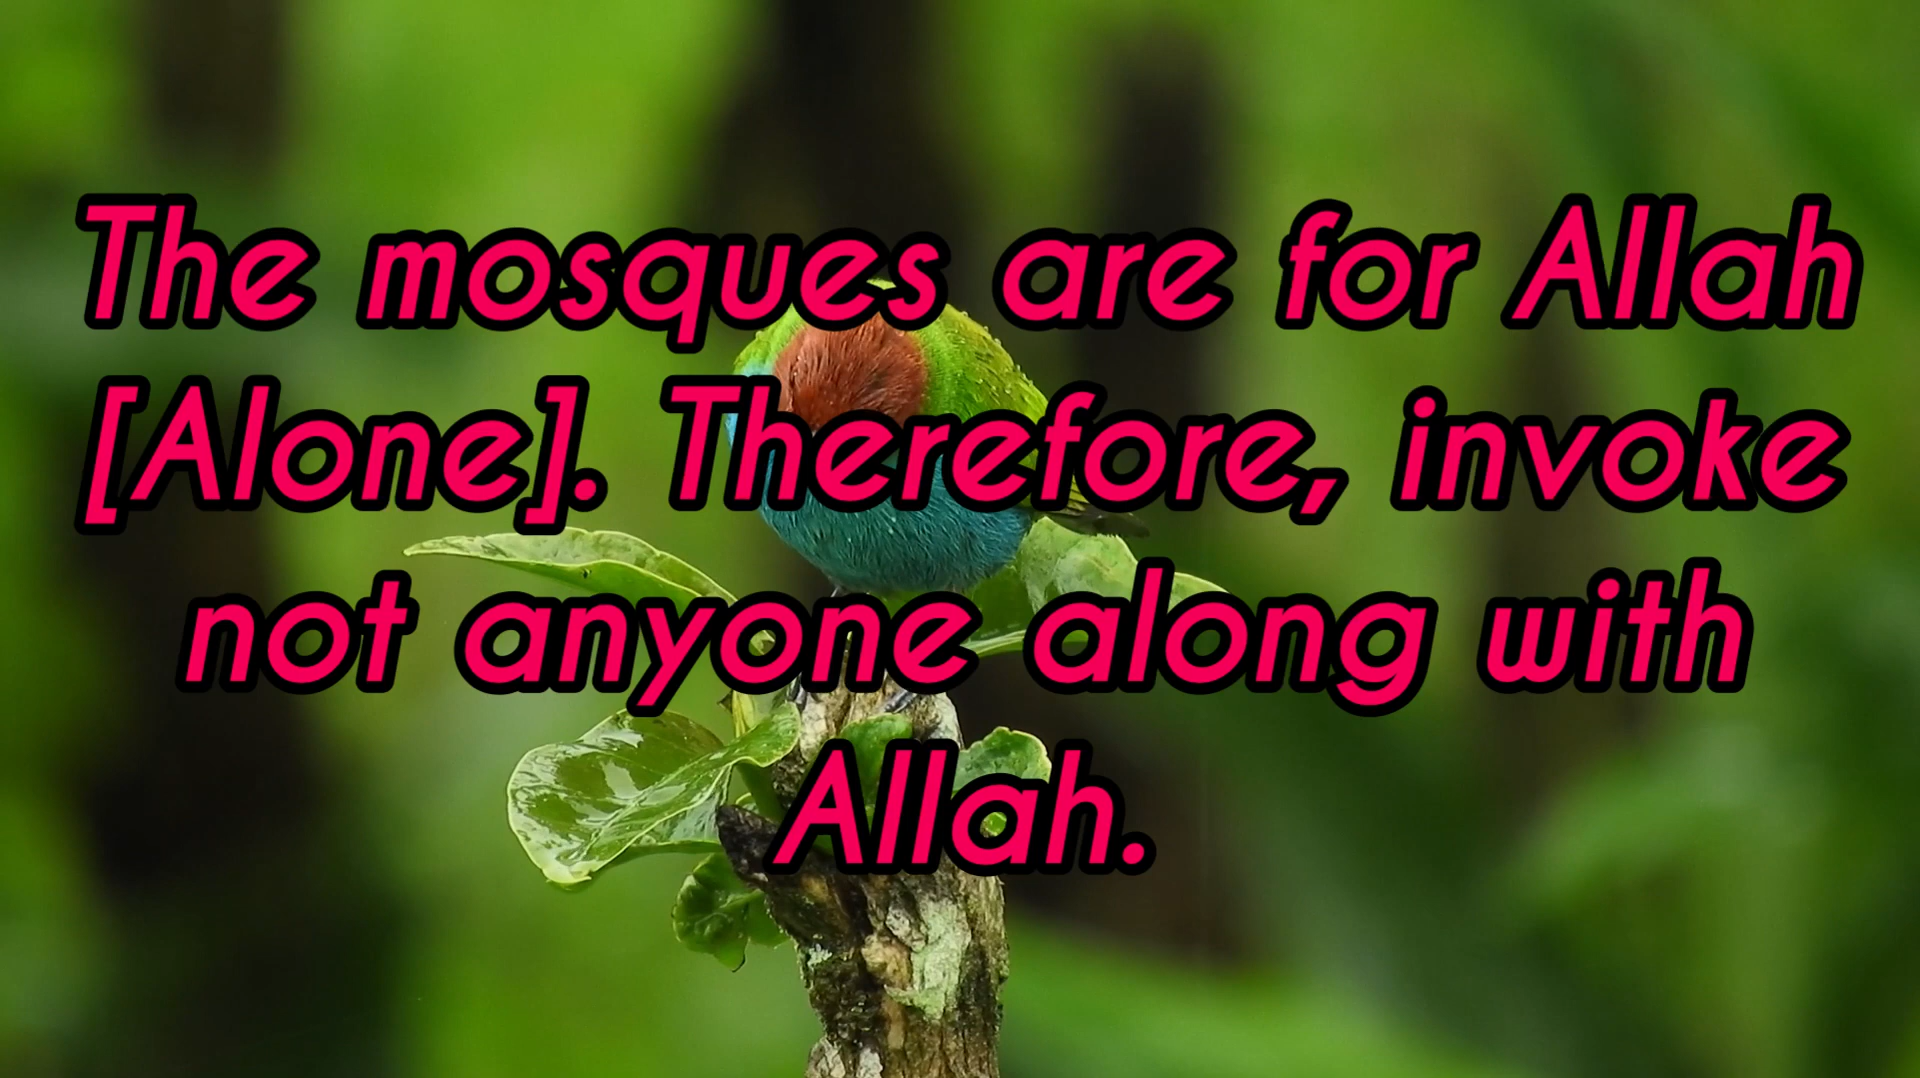 The mosques are for Allah
[Alone]. Therefore, invoke
not anyone along with
Allah.